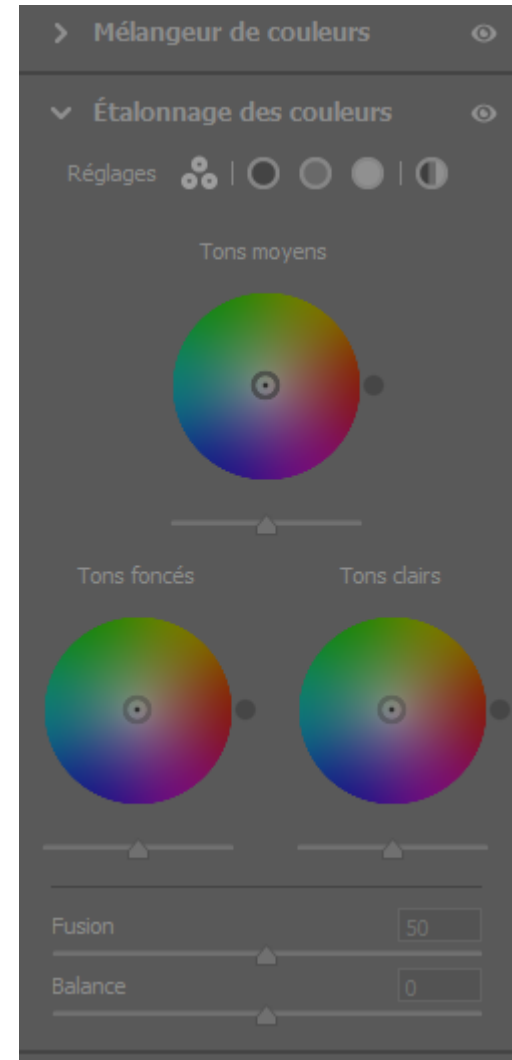 Mélangeur de couleurs
Étalonnage des couleurs
Réglages
Tons moyens
Tons foncés
Tons clairs
Fusion 50
Balance 0